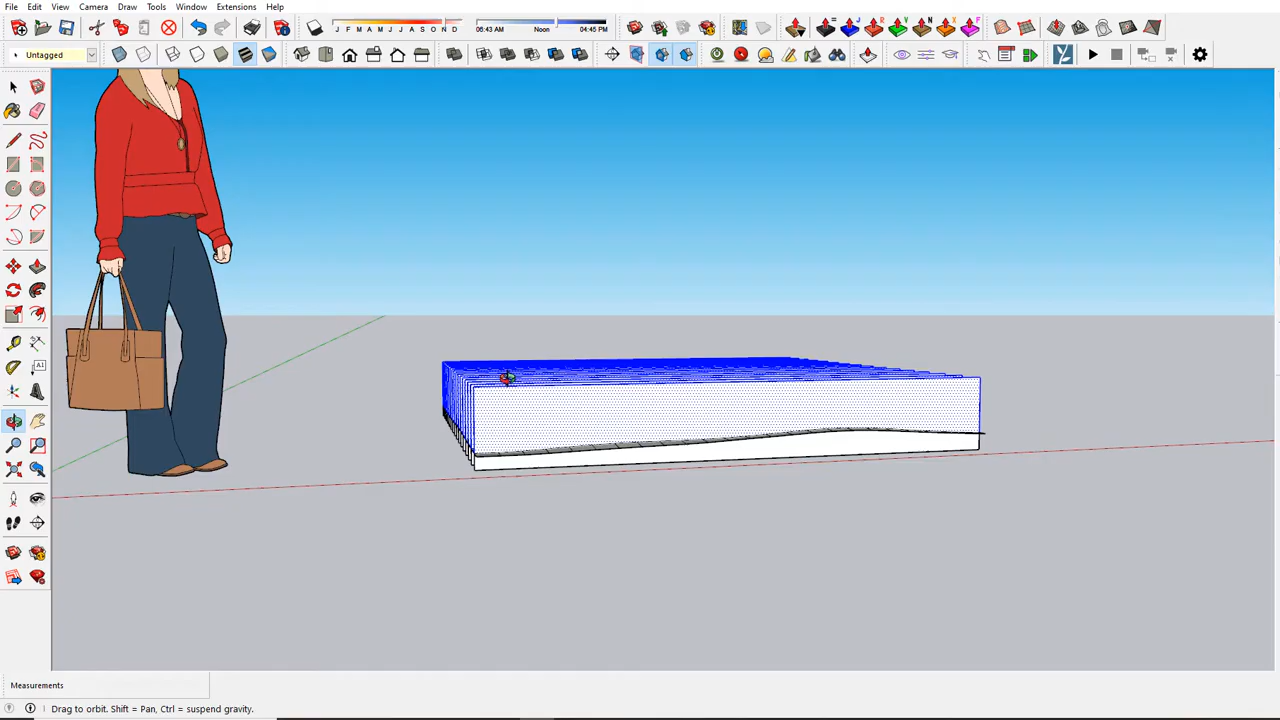 File Edit View Camera Draw Tools Window Extensions Help
J F M A M J J A S O N D
06:43 AM Noon 04:45 PM
= J R V N X F
Untagged
A1
Measurements
Drag to orbit. Shift = Pan, Ctrl = suspend gravity.